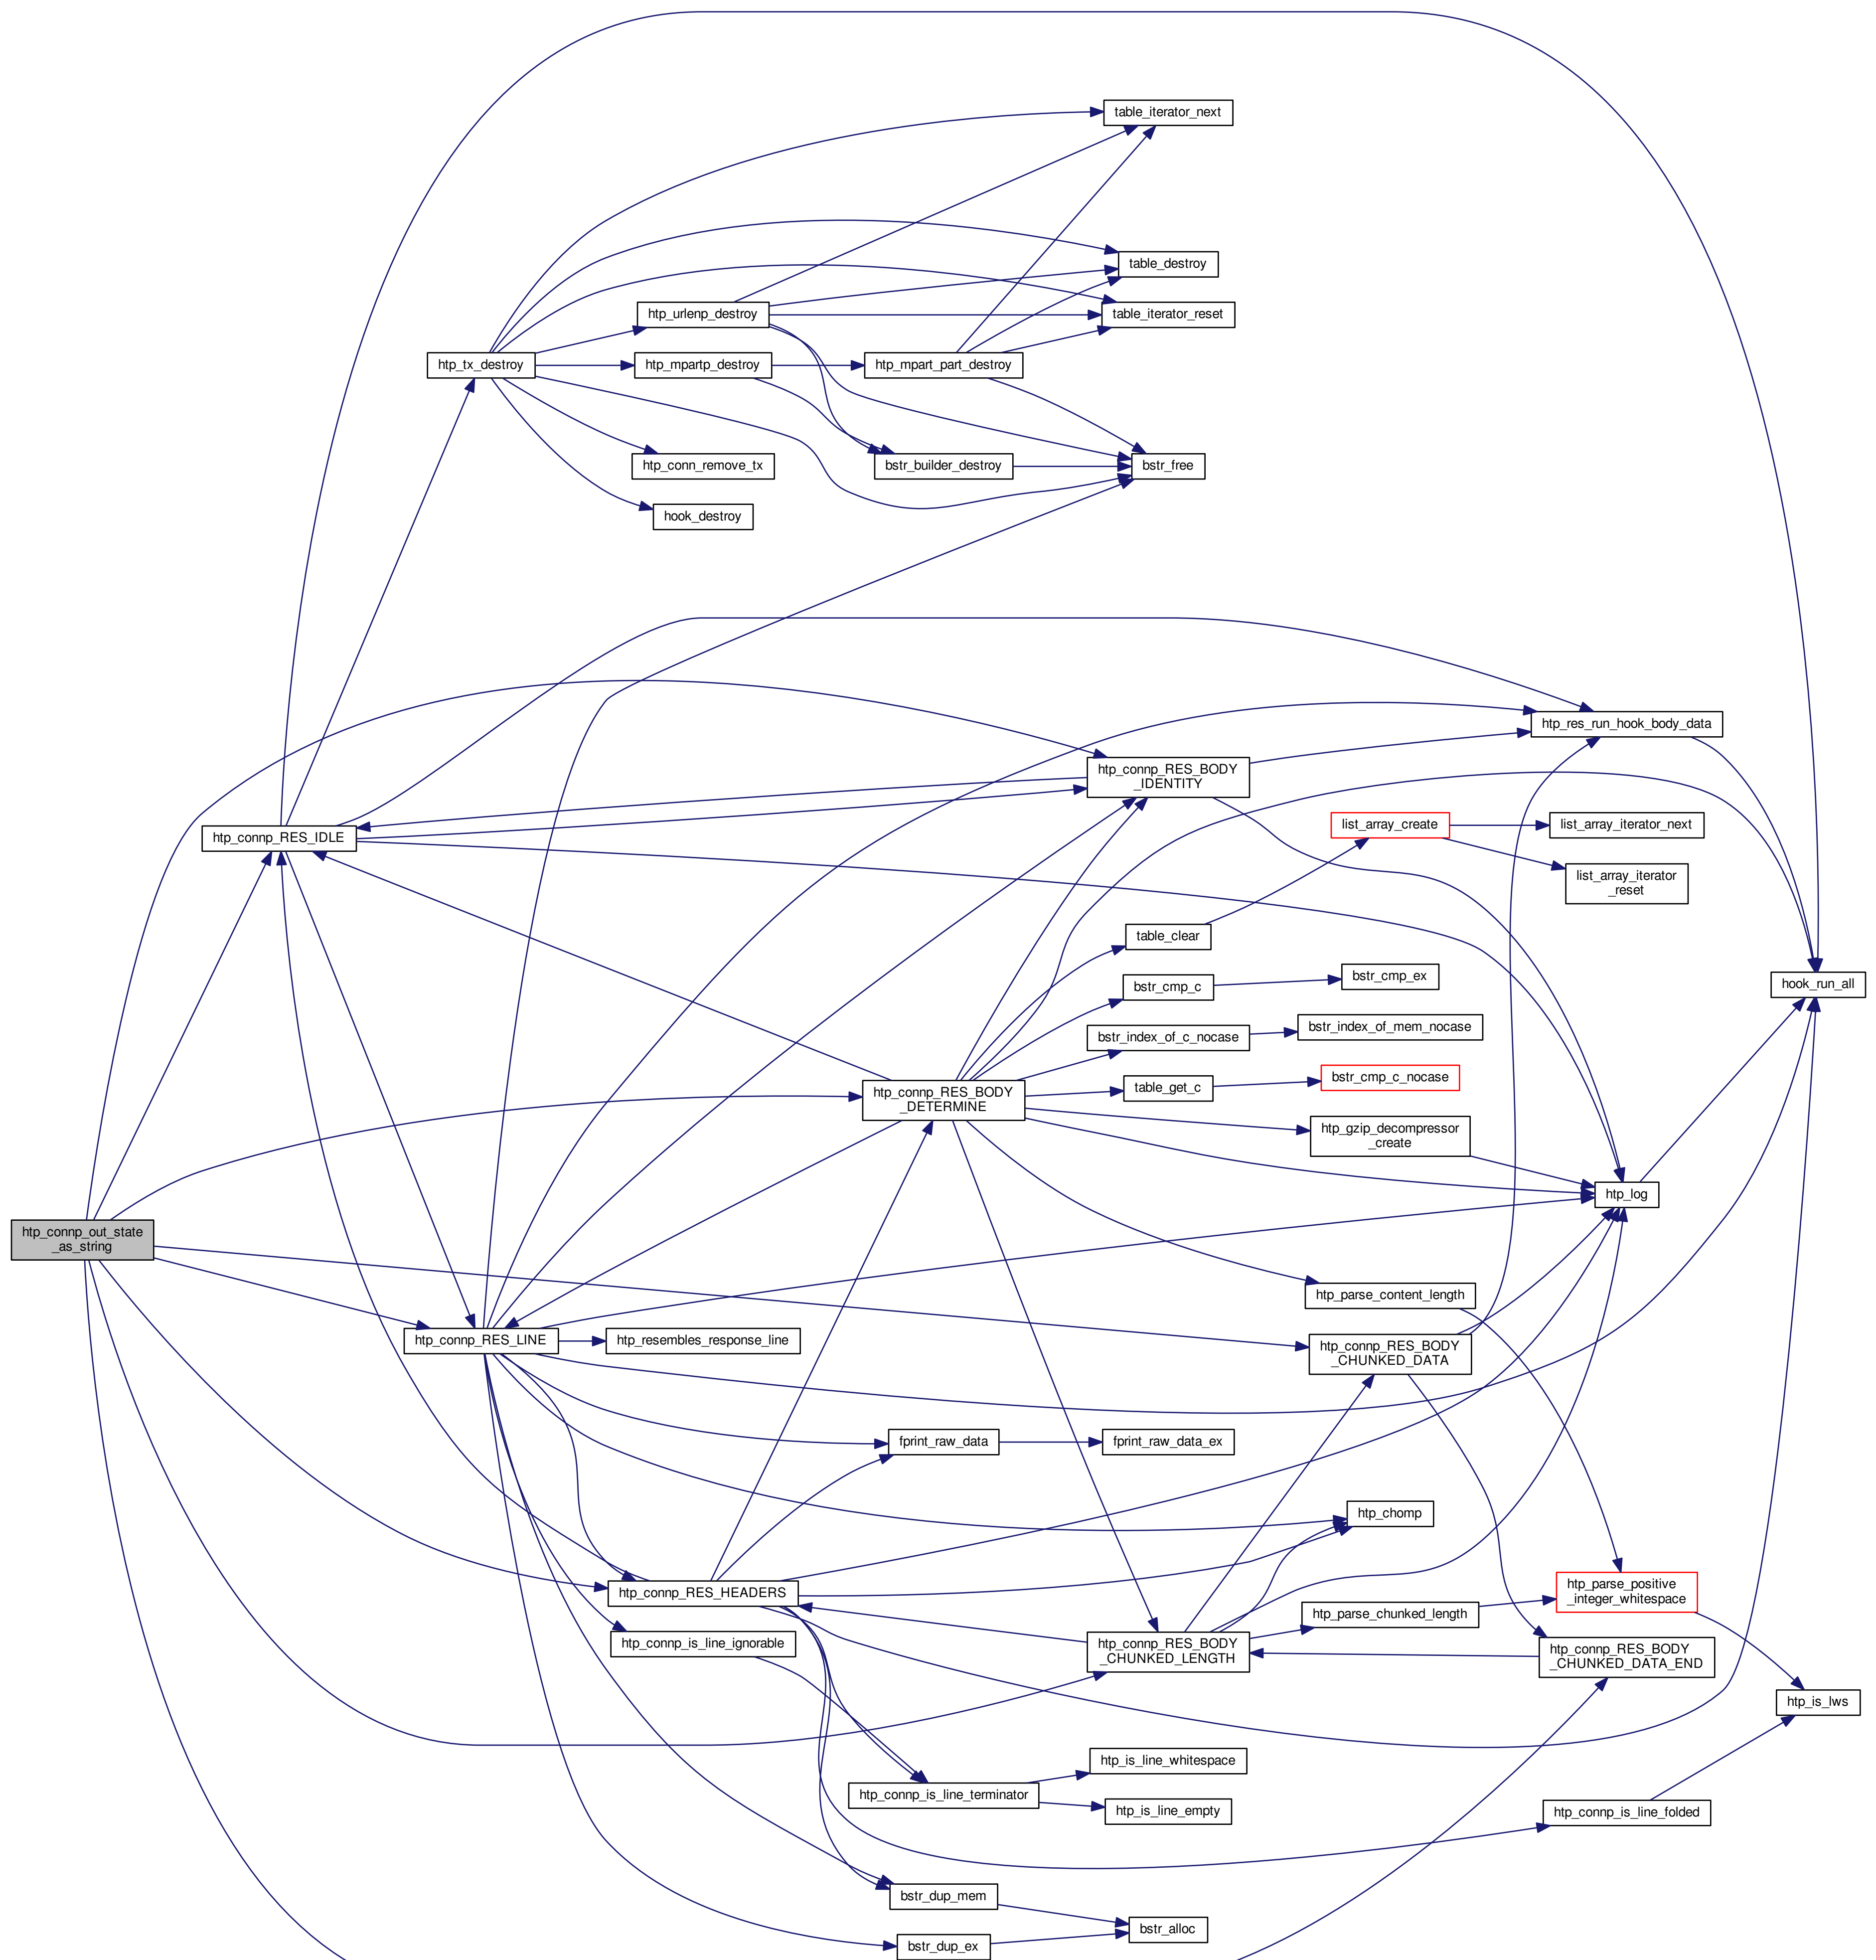 table_iterator_next
table_destroy
htp_urlenp_destroy
table_iterator_reset
htp_tx_destroy
htp_mpartp_destroy
htp_mpart_part_destroy
htp_conn_remove_tx
bstr_builder_destroy
bstr_free
hook_destroy
htp_res_run_hook_body_data
htp_connp_RES_BODY
_IDENTITY
htp_connp_RES_IDLE
list_array_create
list_array_iterator_next
list_array_iterator
_reset
table_clear
bstr_cmp_c
bstr_cmp_ex
hook_run_all
bstr_index_of_c_nocase
bstr_index_of_mem_nocase
htp_connp_RES_BODY
_DETERMINE
table_get_c
bstr_cmp_c_nocase
htp_gzip_decompressor
_create
htp_log
htp_connp_out_state
_as_string
htp_parse_content_length
htp_connp_RES_LINE
htp_resembles_response_line
htp_connp_RES_BODY
_CHUNKED_DATA
fprint_raw_data
fprint_raw_data_ex
htp_chomp
htp_connp_RES_HEADERS
htp_parse_positive
_integer_whitespace
htp_parse_chunked_length
htp_connp_is_line_ignorable
htp_connp_RES_BODY
_CHUNKED_LENGTH
htp_connp_RES_BODY
_CHUNKED_DATA_END
htp_is_lws
htp_is_line_whitespace
htp_connp_is_line_terminator
htp_is_line_empty
htp_connp_is_line_folded
bstr_dup_mem
bstr_alloc
bstr_dup_ex